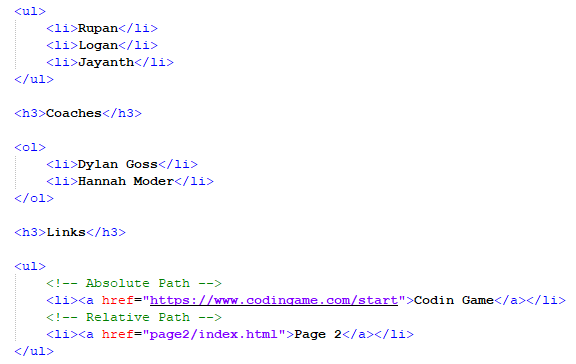 <ul>
<li>Rupan</li>
<li>Logan</li>
<li>Jayanth</li>
</ul>
<h3>Coaches</h3>
<ol>
<li>Dylan Goss</li>
<li>Hannah Moder</li>
</ol>
<h3>Links</h3>
<ul>
<!-- Absolute Path -->
<li><a href="https://www.codingame.com/start">Codin Game</a></li>
<!-- Relative Path -->
<li><a href="page2/index.html">Page 2</a></li>
</ul>